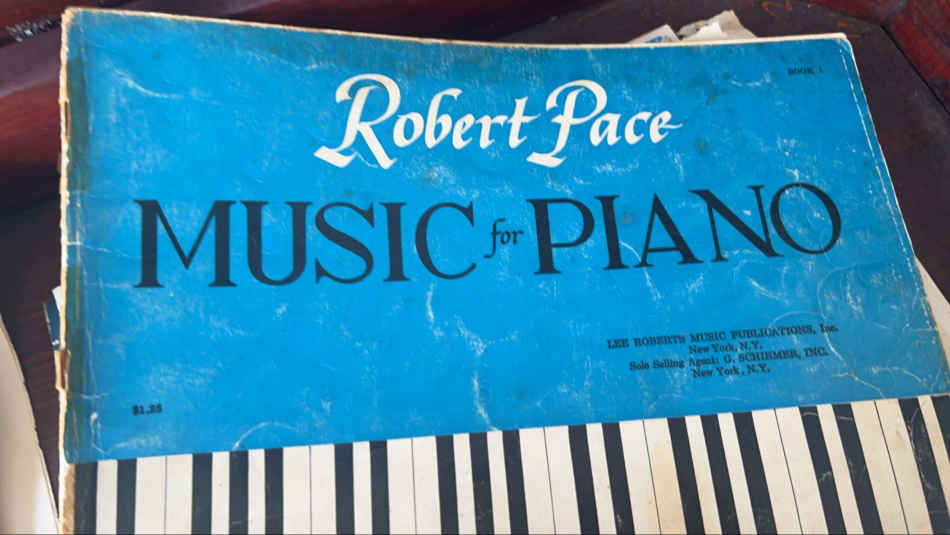 BOOK 1
Robert Pace
MUSIC for PIANO
LEE ROBERTS MUSIC PUBLICATIONS, Inc.
New York, N.Y.
Sole Selling Agent: G. SCHIRMER, INC.
New York, N.Y.
$1.25